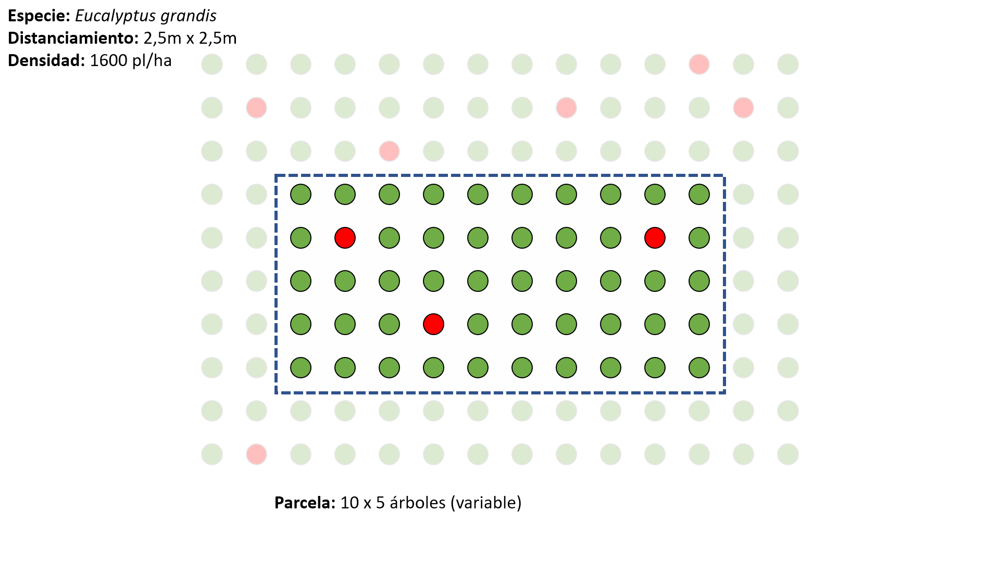 Especie: Eucalyptus grandis
Distanciamiento: 2,5m x 2,5m
Densidad: 1600 pl/ha
Parcela: 10 x 5 árboles (variable)